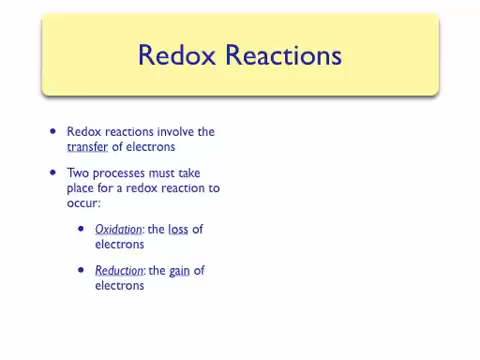 Redox Reactions
• Redox reactions involve the
transfer of electrons
• Two processes must take
place for a redox reaction to
occur:
• Oxidation: the loss of
electrons
• Reduction: the gain of
electrons